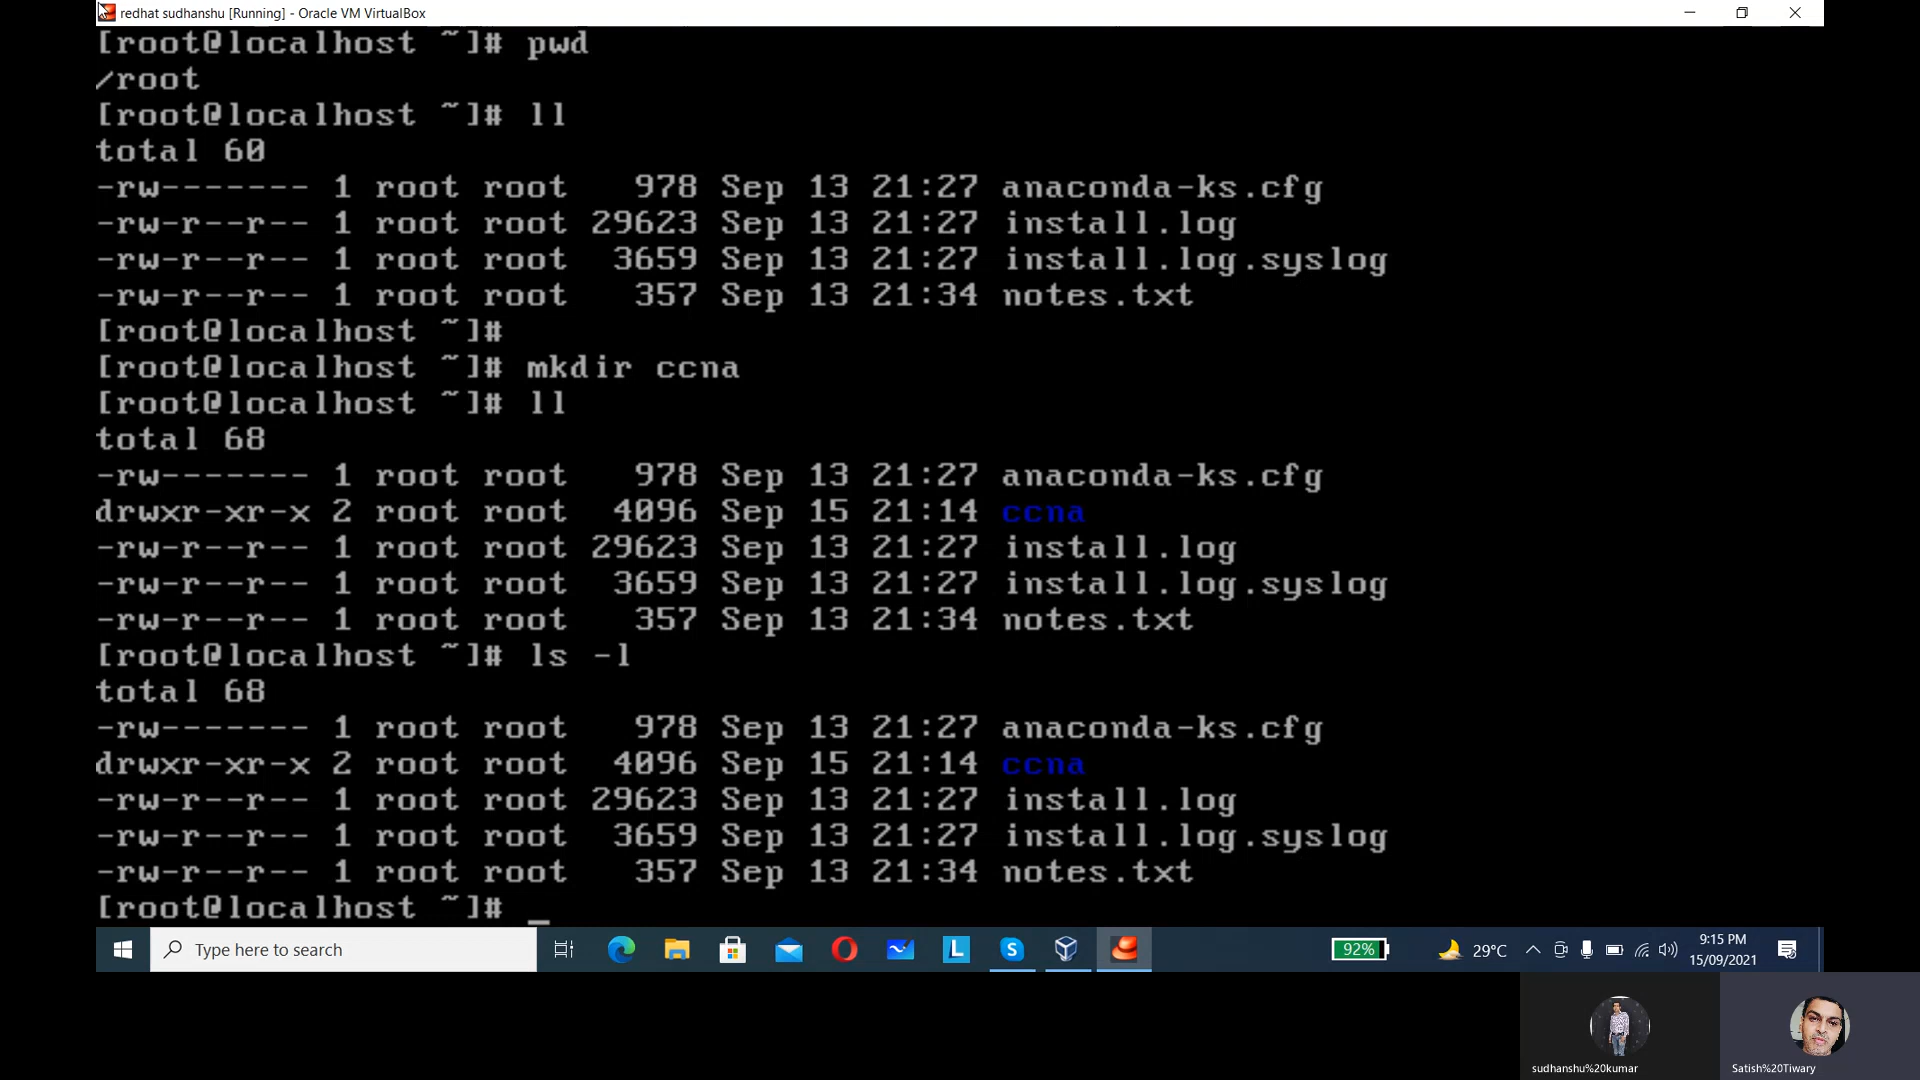 redhat sudhanshu [Running] - Oracle VM VirtualBox
[root@localhost ~]# pwd
/root
[root@localhost ~]# ll
total 60
-rw------- 1 root root   978 Sep 13 21:27 anaconda-ks.cfg
-rw-r--r-- 1 root root 29623 Sep 13 21:27 install.log
-rw-r--r-- 1 root root  3659 Sep 13 21:27 install.log.syslog
-rw-r--r-- 1 root root   357 Sep 13 21:34 notes.txt
[root@localhost ~]#
[root@localhost ~]# mkdir ccna
[root@localhost ~]# ll
total 68
-rw------- 1 root root   978 Sep 13 21:27 anaconda-ks.cfg
drwxr-xr-x 2 root root  4096 Sep 15 21:14 ccna
-rw-r--r-- 1 root root 29623 Sep 13 21:27 install.log
-rw-r--r-- 1 root root  3659 Sep 13 21:27 install.log.syslog
-rw-r--r-- 1 root root   357 Sep 13 21:34 notes.txt
[root@localhost ~]# ls -l
total 68
-rw------- 1 root root   978 Sep 13 21:27 anaconda-ks.cfg
drwxr-xr-x 2 root root  4096 Sep 15 21:14 ccna
-rw-r--r-- 1 root root 29623 Sep 13 21:27 install.log
-rw-r--r-- 1 root root  3659 Sep 13 21:27 install.log.syslog
-rw-r--r-- 1 root root   357 Sep 13 21:34 notes.txt
[root@localhost ~]# _
Type here to search
L
S
92%
29°C
9:15 PM
15/09/2021
sudhanshu%20kumar
Satish%20Tiwary